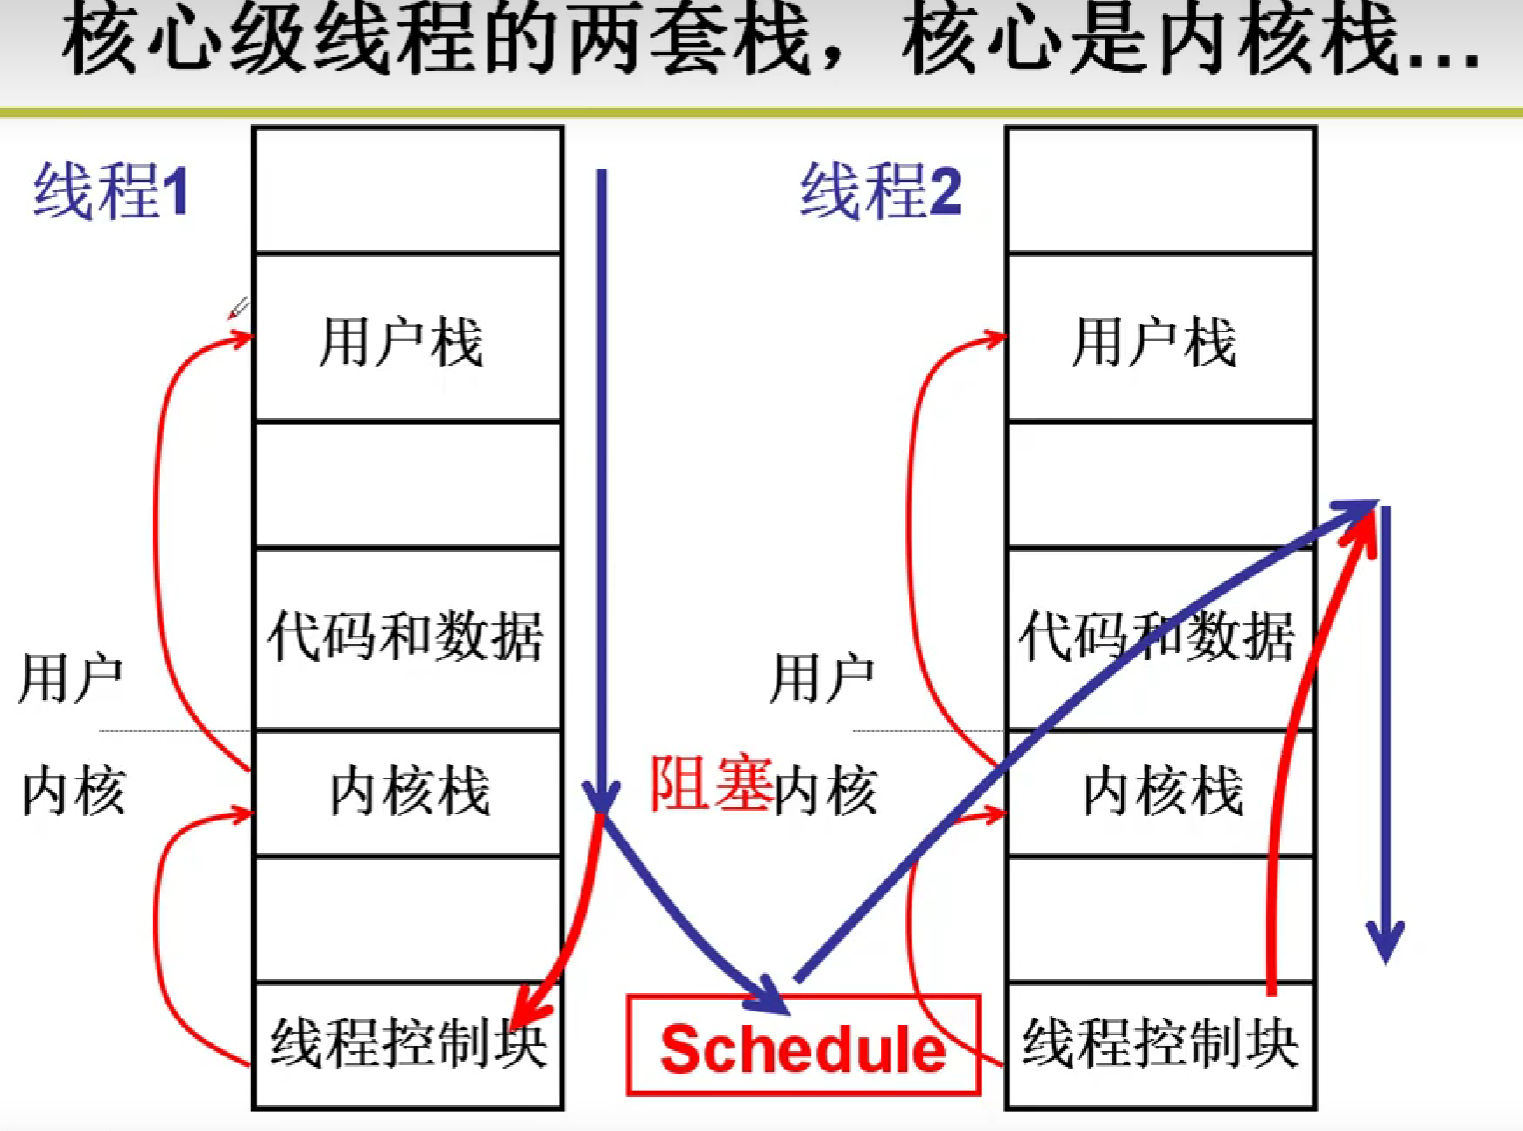 核心级线程的两套栈，核心是内核栈...
线程1
用户栈
代码和数据
用户
内核
内核栈
线程控制块
阻塞
Schedule
线程2
用户栈
代码和数据
用户
内核
内核栈
线程控制块